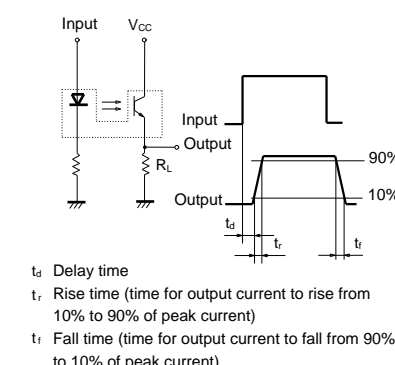 Input VCC
Input
Output
RL
90%
Output
10%
td
tr
tf
td Delay time
tr Rise time (time for output current to rise from
10% to 90% of peak current)
tf Fall time (time for output current to fall from 90%
to 10% of peak current)